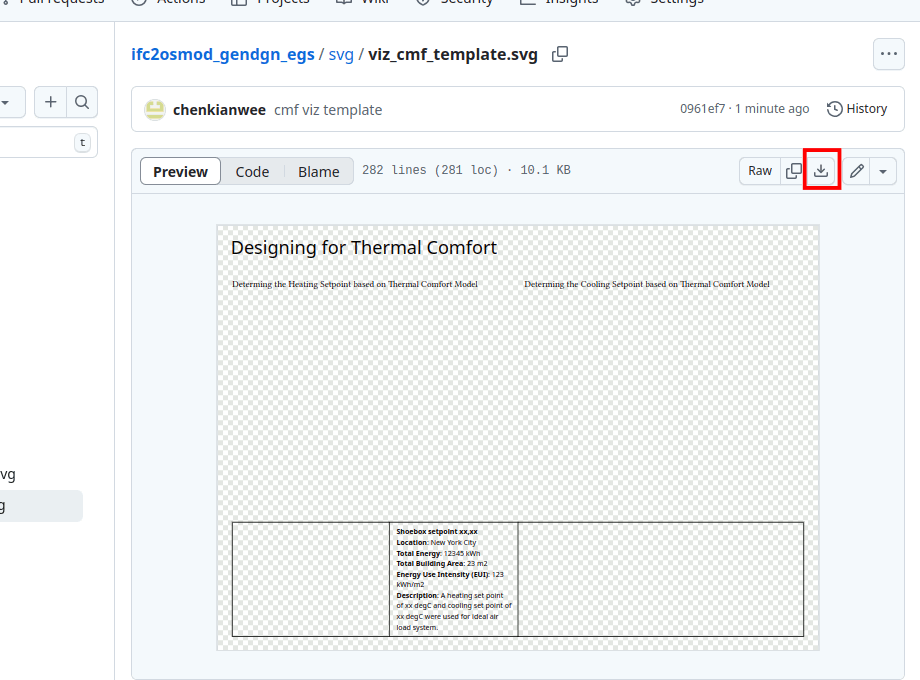 Pull requests Actions Projects Wiki Security Insights Settings
ifc2osmod_gendgn_egs / svg / viz_cmf_template.svg
chenkianwee cmf viz template 0961ef7 · 1 minute ago History
t
Preview Code Blame 282 lines (281 loc) · 10.1 KB Raw
Designing for Thermal Comfort
Determing the Heating Setpoint based on Thermal Comfort Model
Determing the Cooling Setpoint based on Thermal Comfort Model
vg
g
Shoebox setpoint xx,xx
Location: New York City
Total Energy: 12345 kWh
Total Building Area: 23 m2
Energy Use Intensity (EUI): 123
kWh/m2
Description: A heating set point
of xx degC and cooling set point of
xx degC were used for ideal air
load system.